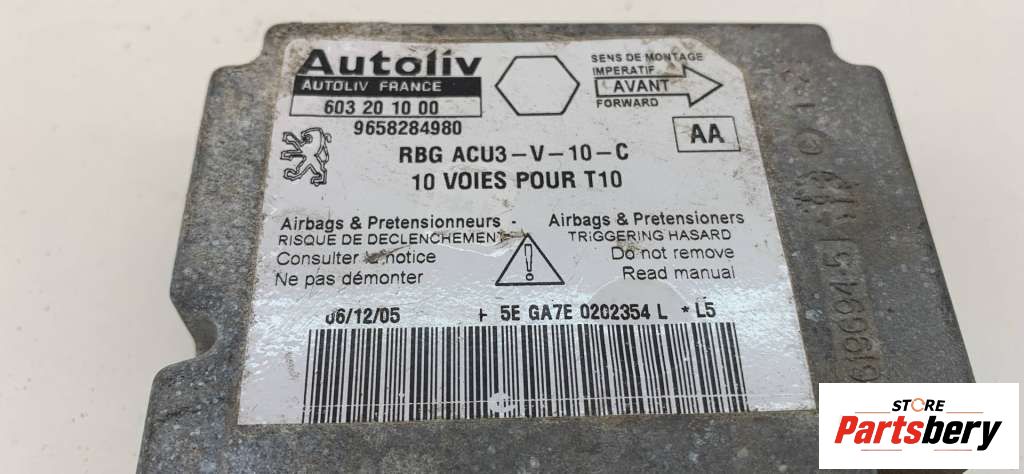 Autoliv
AUTOLIV FRANCE
603 20 10 00
9658284980
SENS DE MONTAGE
IMPERATIF
AVANT
FORWARD
AA
RBG ACU3-V-10-C
10 VOIES POUR T10
Airbags & Pretensionneurs -
RISQUE DE DECLENCHEMENT
Consulter la notice
Ne pas démonter
Airbags & Pretensioners
TRIGGERING HASARD
Do not remove
Read manual
06/12/05
5E GA7E 0202354 L * L5
STORE
Partsbery